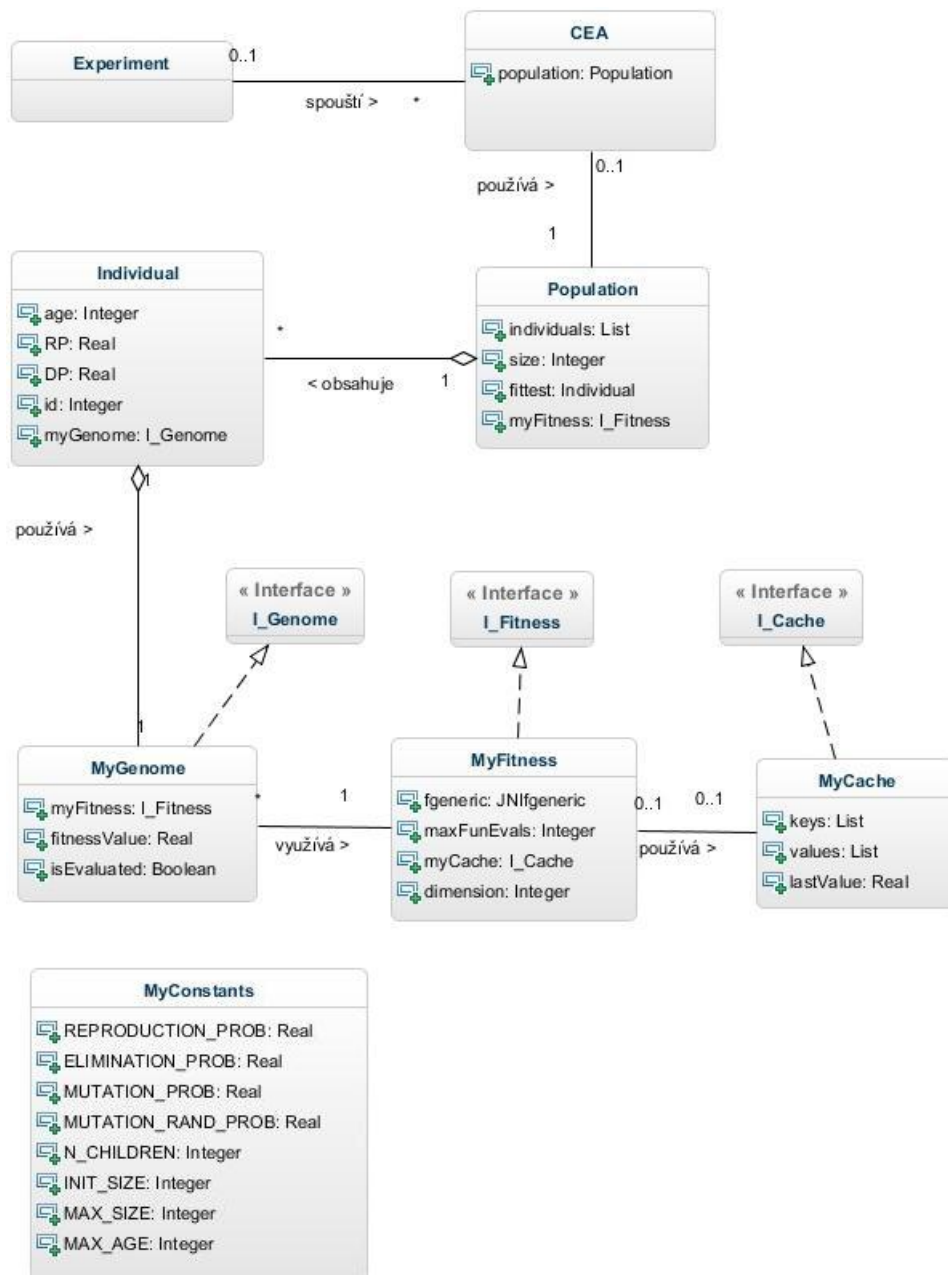 Experiment
0..1
spouští >
*
CEA
population: Population
0..1
používá >
1
Individual
age: Integer
RP: Real
DP: Real
id: Integer
myGenome: I_Genome
*
< obsahuje
1
Population
individuals: List
size: Integer
fittest: Individual
myFitness: I_Fitness
1
používá >
1
« Interface »
I_Genome
« Interface »
I_Fitness
« Interface »
I_Cache
MyGenome
myFitness: I_Fitness
fitnessValue: Real
isEvaluated: Boolean
*
1
využívá >
MyFitness
fgeneric: JNIfgeneric
maxFunEvals: Integer
myCache: I_Cache
dimension: Integer
0..1
0..1
používá >
MyCache
keys: List
values: List
lastValue: Real
MyConstants
REPRODUCTION_PROB: Real
ELIMINATION_PROB: Real
MUTATION_PROB: Real
MUTATION_RAND_PROB: Real
N_CHILDREN: Integer
INIT_SIZE: Integer
MAX_SIZE: Integer
MAX_AGE: Integer